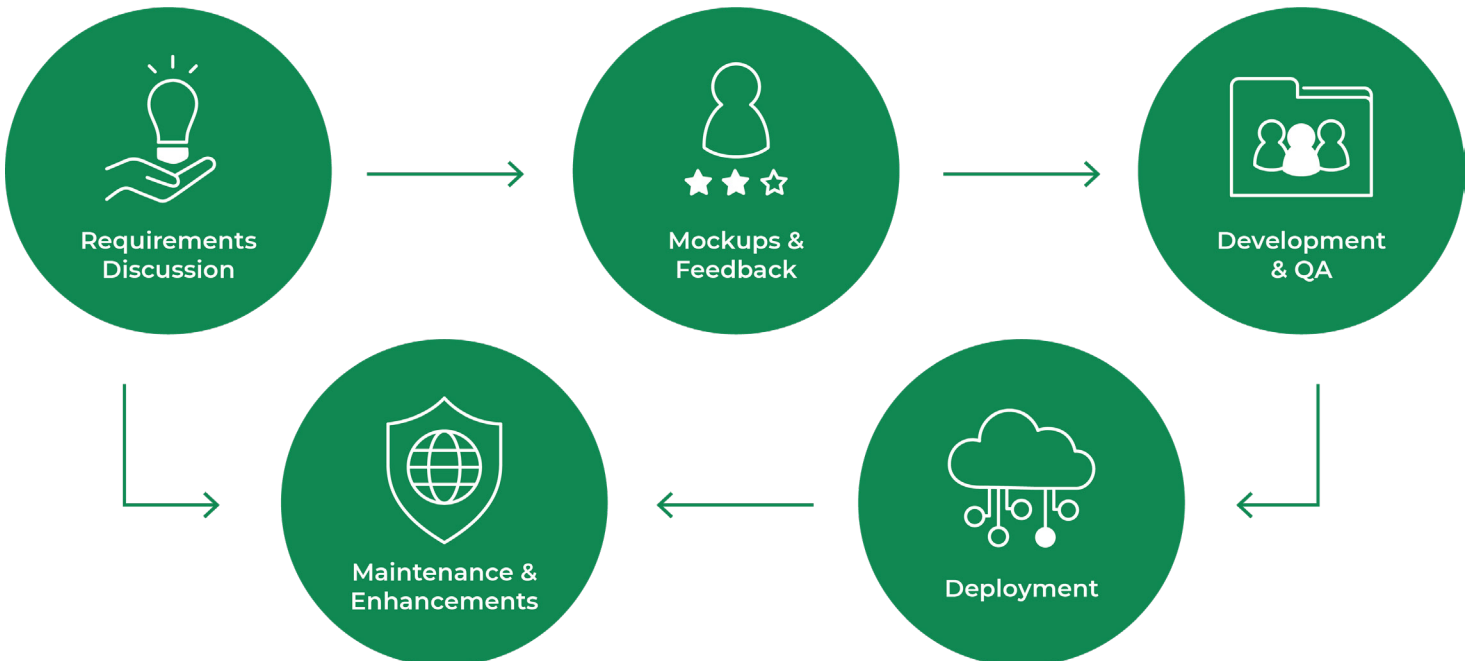 Requirements
Discussion
Mockups &
Feedback
Development
& QA
Maintenance &
Enhancements
Deployment